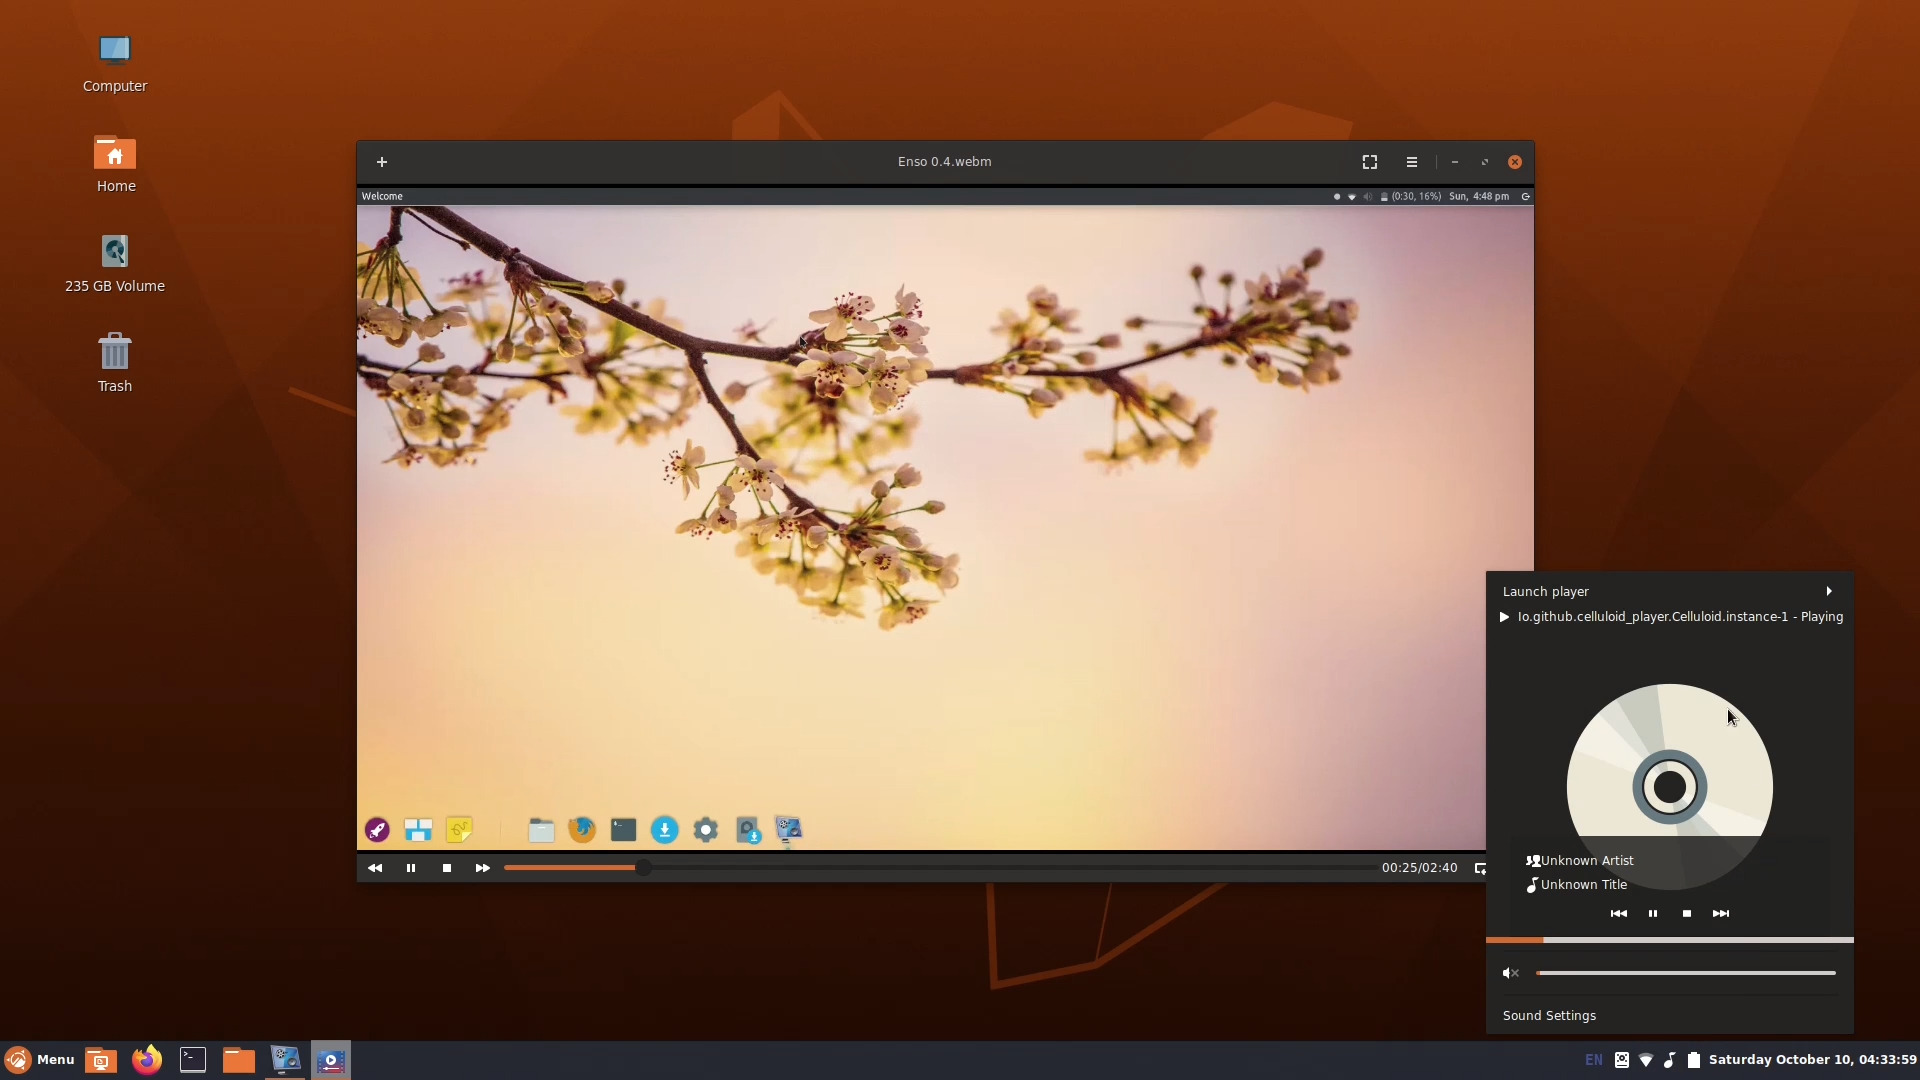 Computer
Home
235 GB Volume
Trash
Enso 0.4.webm
Welcome
(0:30, 16%) Sun, 4:48 pm
00:25/02:40
Launch player
Io.github.celluloid_player.Celluloid.instance-1 - Playing
Unknown Artist
Unknown Title
Sound Settings
Menu
EN
Saturday October 10, 04:33:59